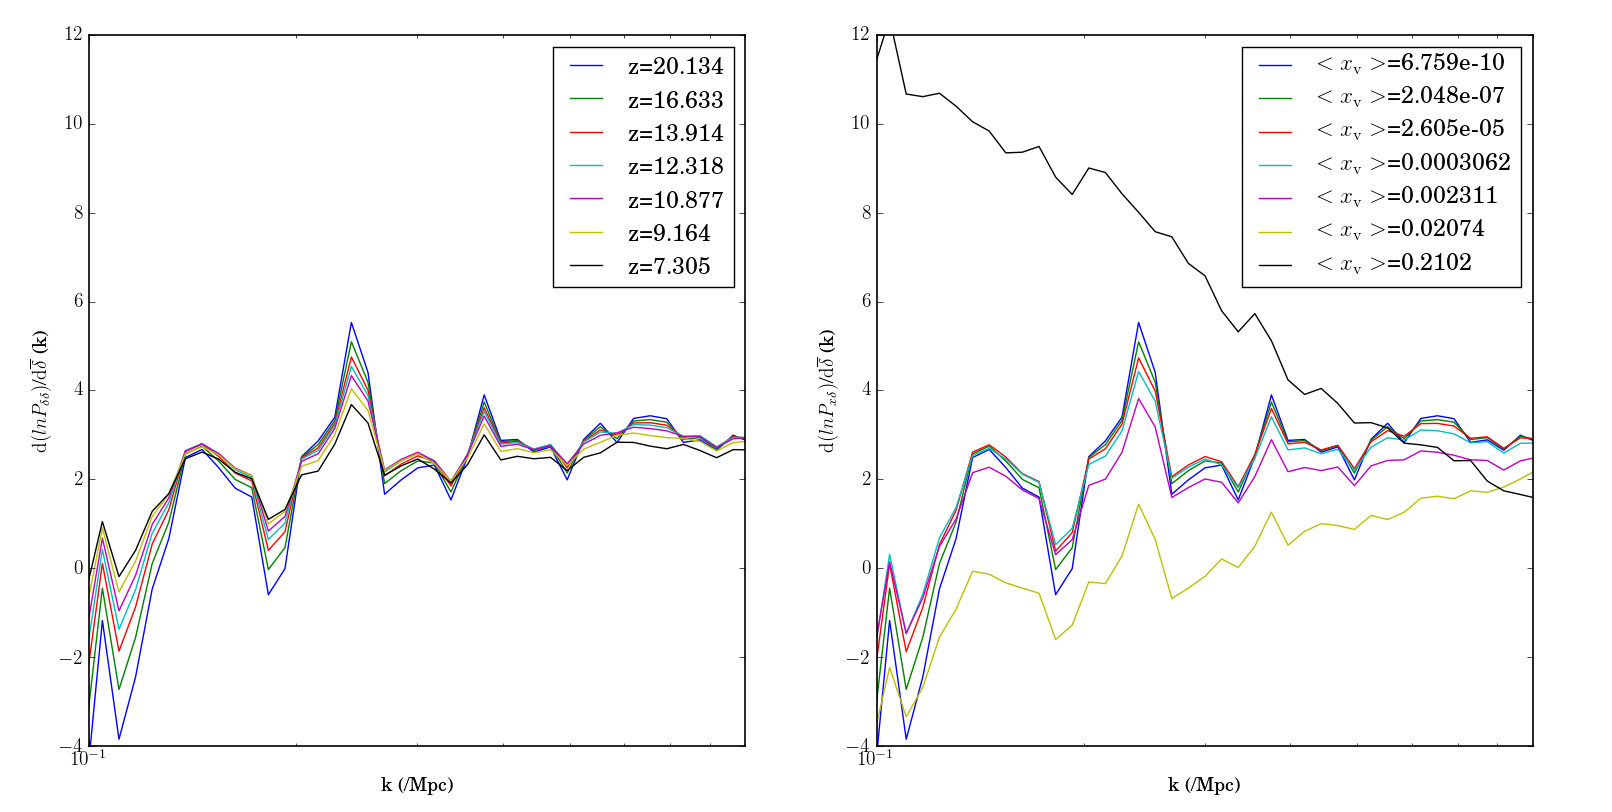 12
10
8
6
4
2
0
−2
−4
10⁻¹
k (/Mpc)
d(lnP_δδ)/dδ̅ (k)
z=20.134
z=16.633
z=13.914
z=12.318
z=10.877
z=9.164
z=7.305
12
10
8
6
4
2
0
−2
−4
10⁻¹
k (/Mpc)
d(lnP_xδ)/dδ̅ (k)
< x_v >=6.759e-10
< x_v >=2.048e-07
< x_v >=2.605e-05
< x_v >=0.0003062
< x_v >=0.002311
< x_v >=0.02074
< x_v >=0.2102